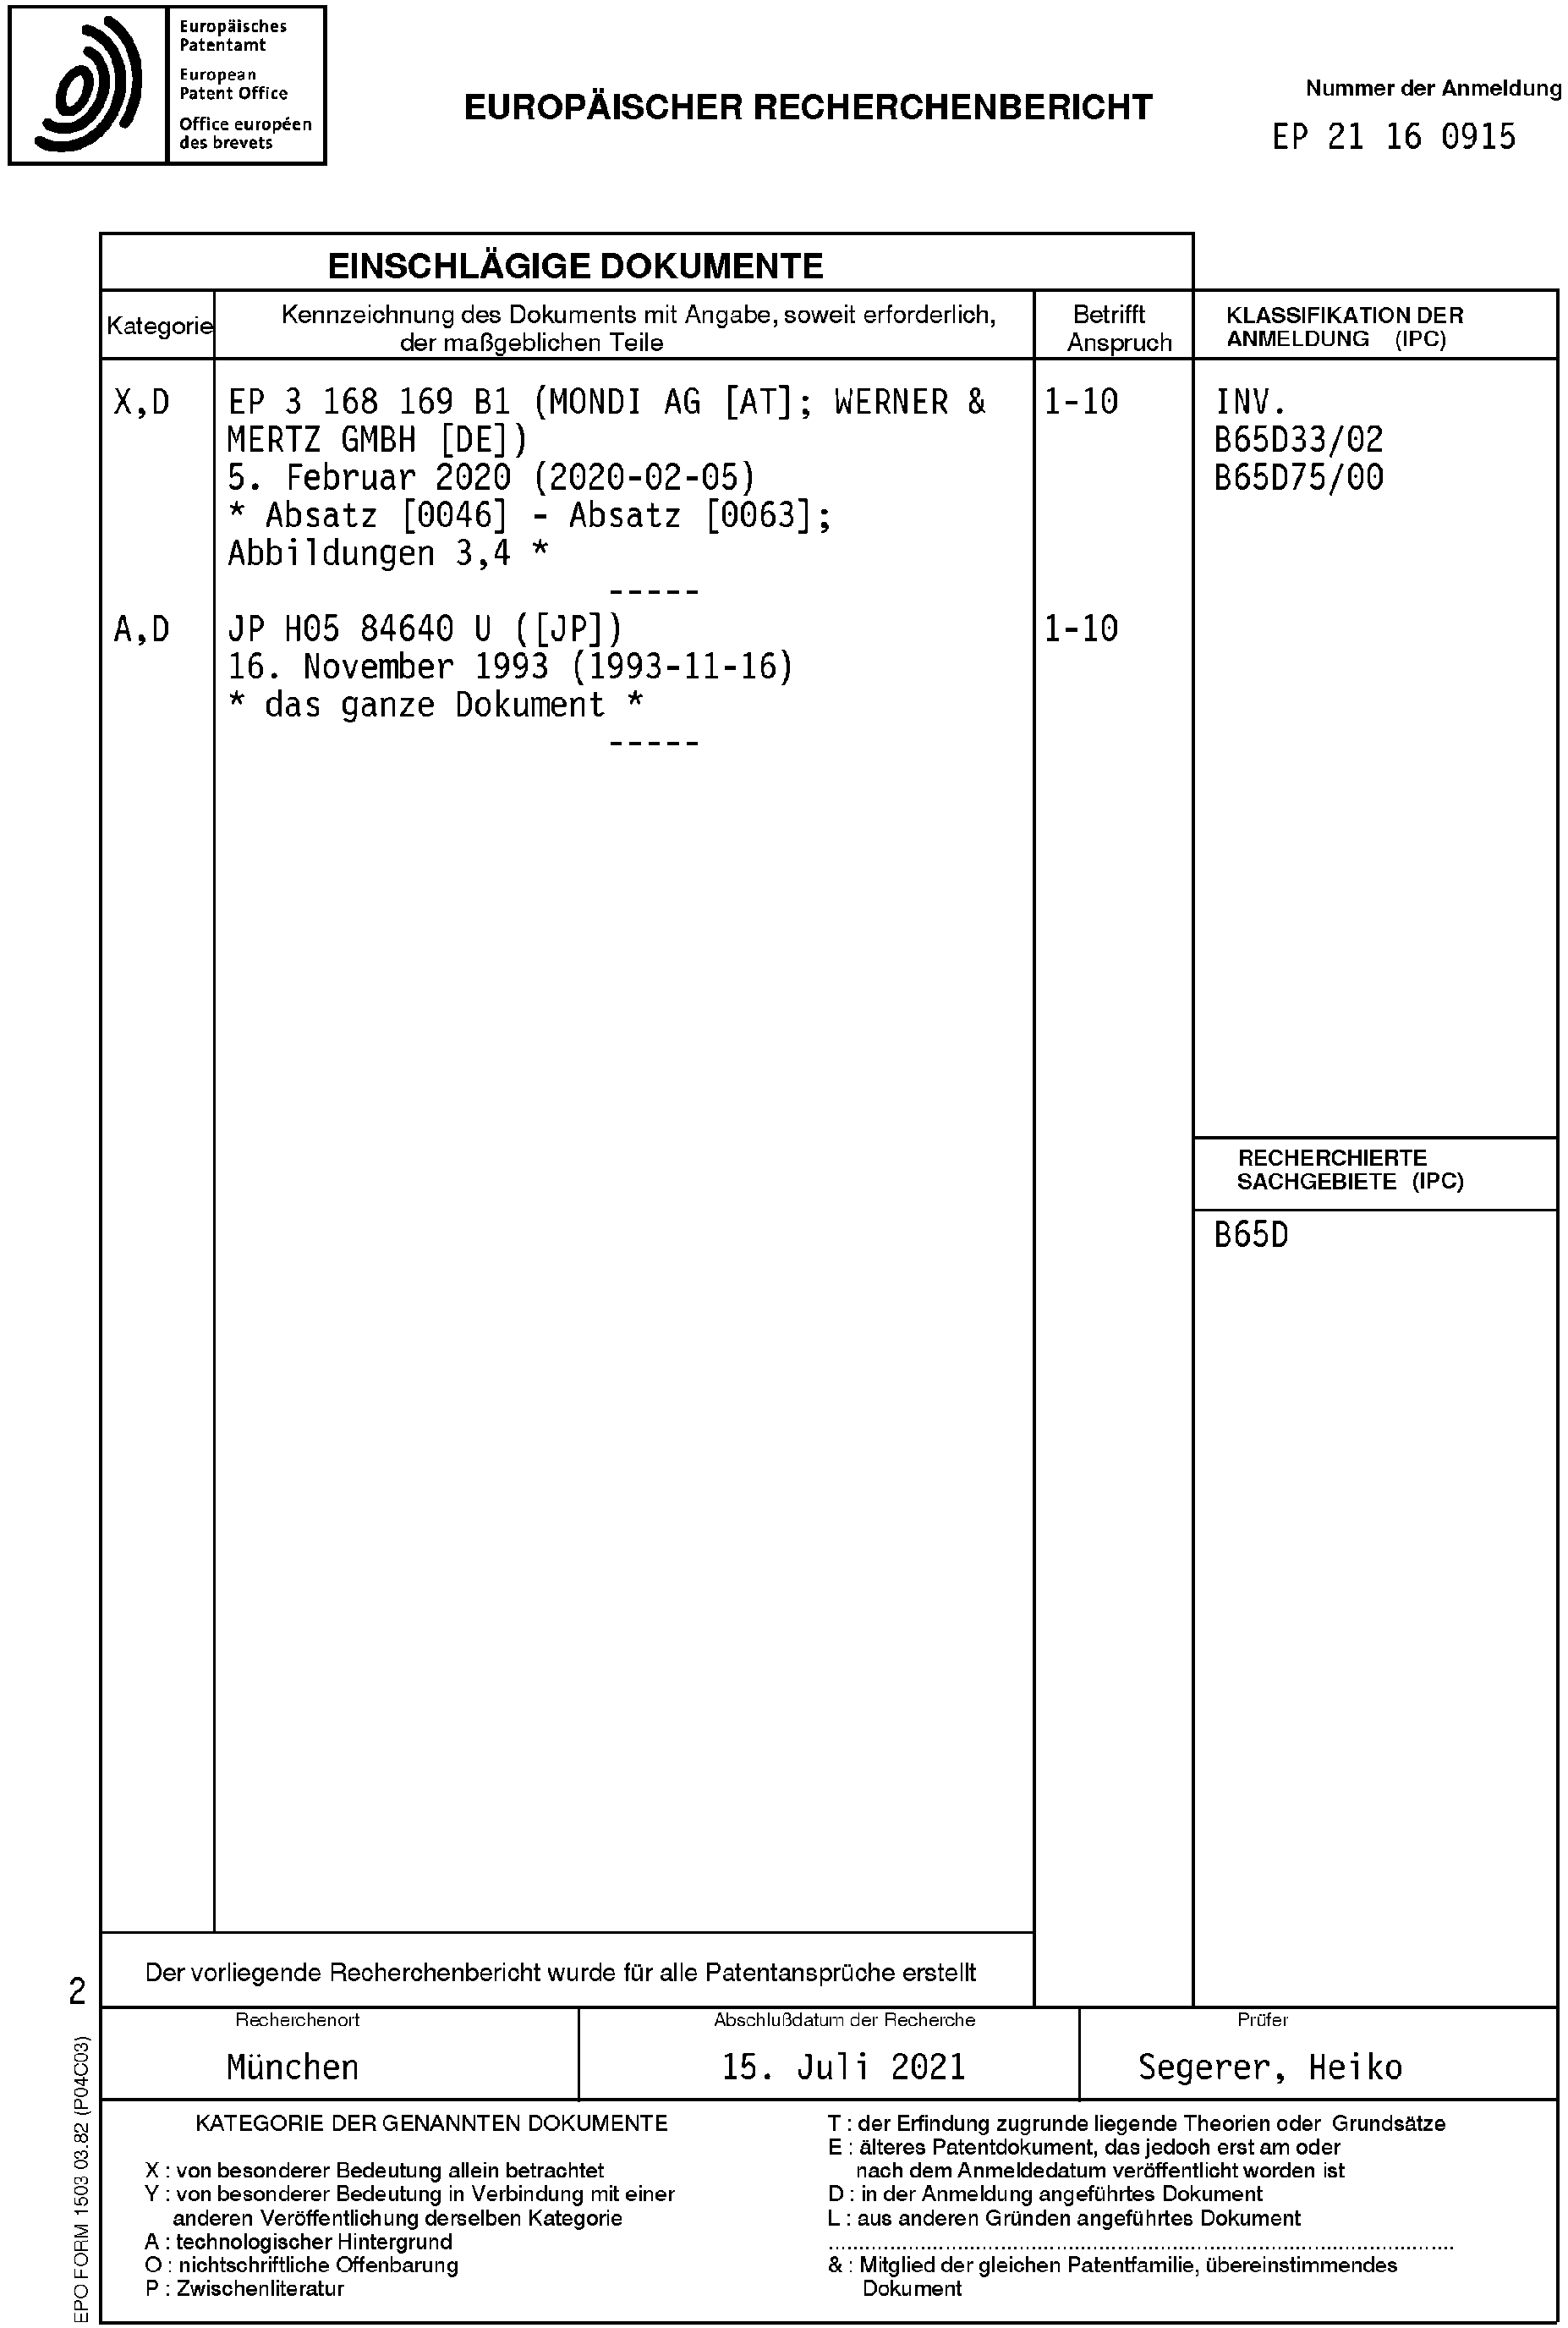 Europäisches
Patentamt
European
Patent Office
Office européen
des brevets
EUROPÄISCHER RECHERCHENBERICHT
Nummer der Anmeldung
EP 21 16 0915
EINSCHLÄGIGE DOKUMENTE
Kategorie
Kennzeichnung des Dokuments mit Angabe, soweit erforderlich,
der maßgeblichen Teile
Betrifft
Anspruch
KLASSIFIKATION DER
ANMELDUNG (IPC)
X,D
EP 3 168 169 B1 (MONDI AG [AT]; WERNER &
MERTZ GMBH [DE])
5. Februar 2020 (2020-02-05)
* Absatz [0046] - Absatz [0063];
Abbildungen 3,4 *
-----
1-10
INV.
B65D33/02
B65D75/00
A,D
JP H05 84640 U ([JP])
16. November 1993 (1993-11-16)
* das ganze Dokument *
-----
1-10
RECHERCHIERTE
SACHGEBIETE (IPC)
B65D
Der vorliegende Recherchenbericht wurde für alle Patentansprüche erstellt
2
Recherchenort
München
Abschlußdatum der Recherche
15. Juli 2021
Prüfer
Segerer, Heiko
EPO FORM 1503 03.82 (P04C03)
KATEGORIE DER GENANNTEN DOKUMENTE
X : von besonderer Bedeutung allein betrachtet
Y : von besonderer Bedeutung in Verbindung mit einer
anderen Veröffentlichung derselben Kategorie
A : technologischer Hintergrund
O : nichtschriftliche Offenbarung
P : Zwischenliteratur
T : der Erfindung zugrunde liegende Theorien oder Grundsätze
E : älteres Patentdokument, das jedoch erst am oder
nach dem Anmeldedatum veröffentlicht worden ist
D : in der Anmeldung angeführtes Dokument
L : aus anderen Gründen angeführtes Dokument
& : Mitglied der gleichen Patentfamilie, übereinstimmendes
Dokument